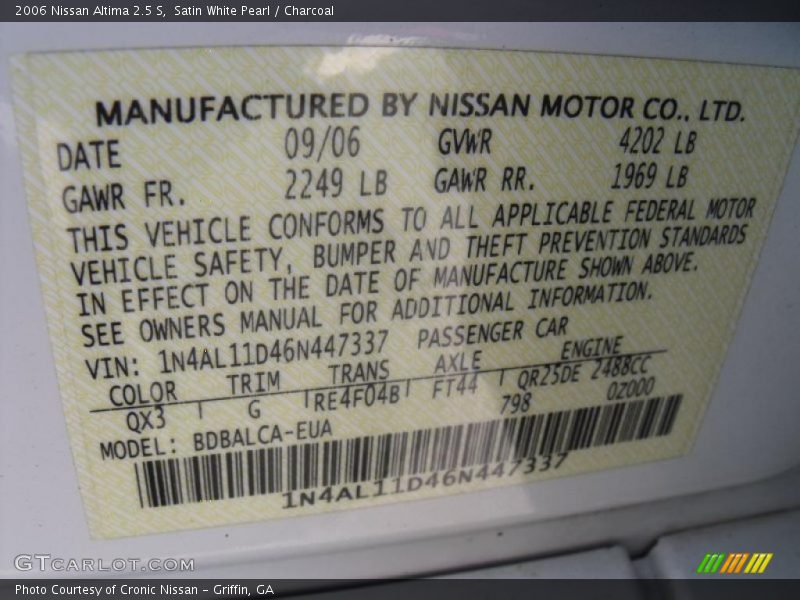 2006 Nissan Altima 2.5 S, Satin White Pearl / Charcoal
MANUFACTURED BY NISSAN MOTOR CO., LTD.
DATE 09/06 GVWR 4202 LB
GAWR FR. 2249 LB GAWR RR. 1969 LB
THIS VEHICLE CONFORMS TO ALL APPLICABLE FEDERAL MOTOR
VEHICLE SAFETY, BUMPER AND THEFT PREVENTION STANDARDS
IN EFFECT ON THE DATE OF MANUFACTURE SHOWN ABOVE.
SEE OWNERS MANUAL FOR ADDITIONAL INFORMATION.
VIN: 1N4AL11D46N447337 PASSENGER CAR
COLOR TRIM TRANS AXLE ENGINE
QX3 G RE4F04B FT44 QR25DE 2488CC
798 0Z000
MODEL: BDBALCA-EUA
1N4AL11D46N447337
GTCARLOT.COM
Photo Courtesy of Cronic Nissan - Griffin, GA